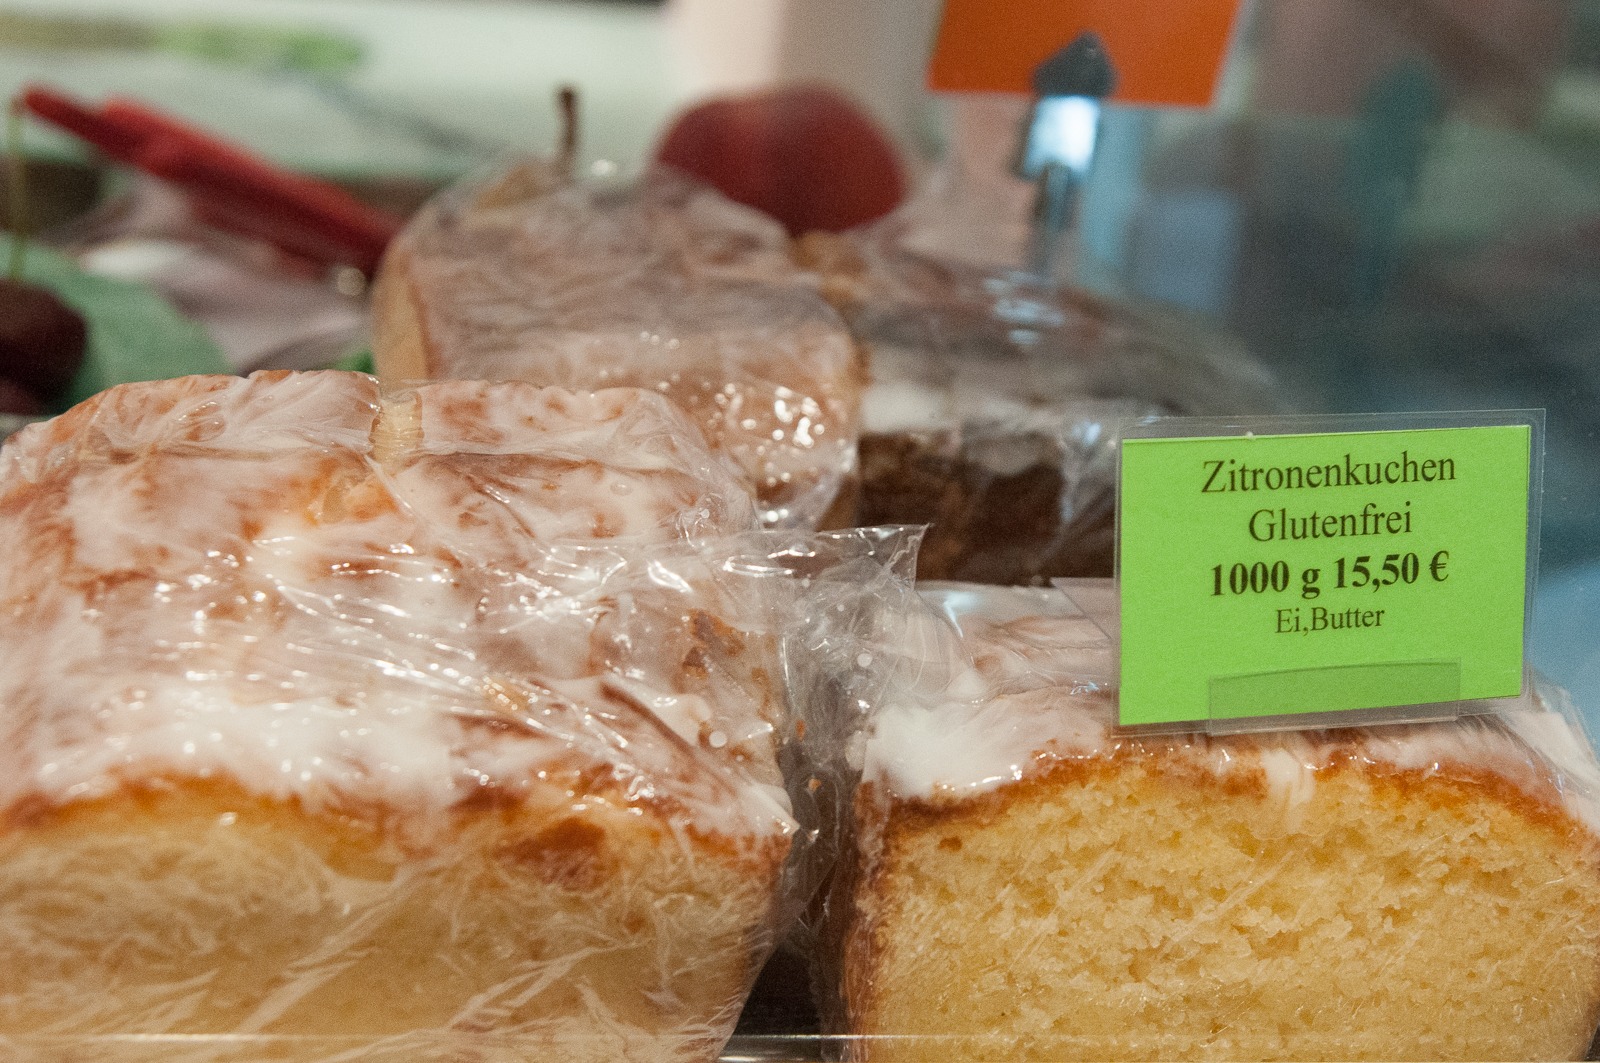 Zitronenkuchen
Glutenfrei
1000 g 15,50 €
Ei,Butter